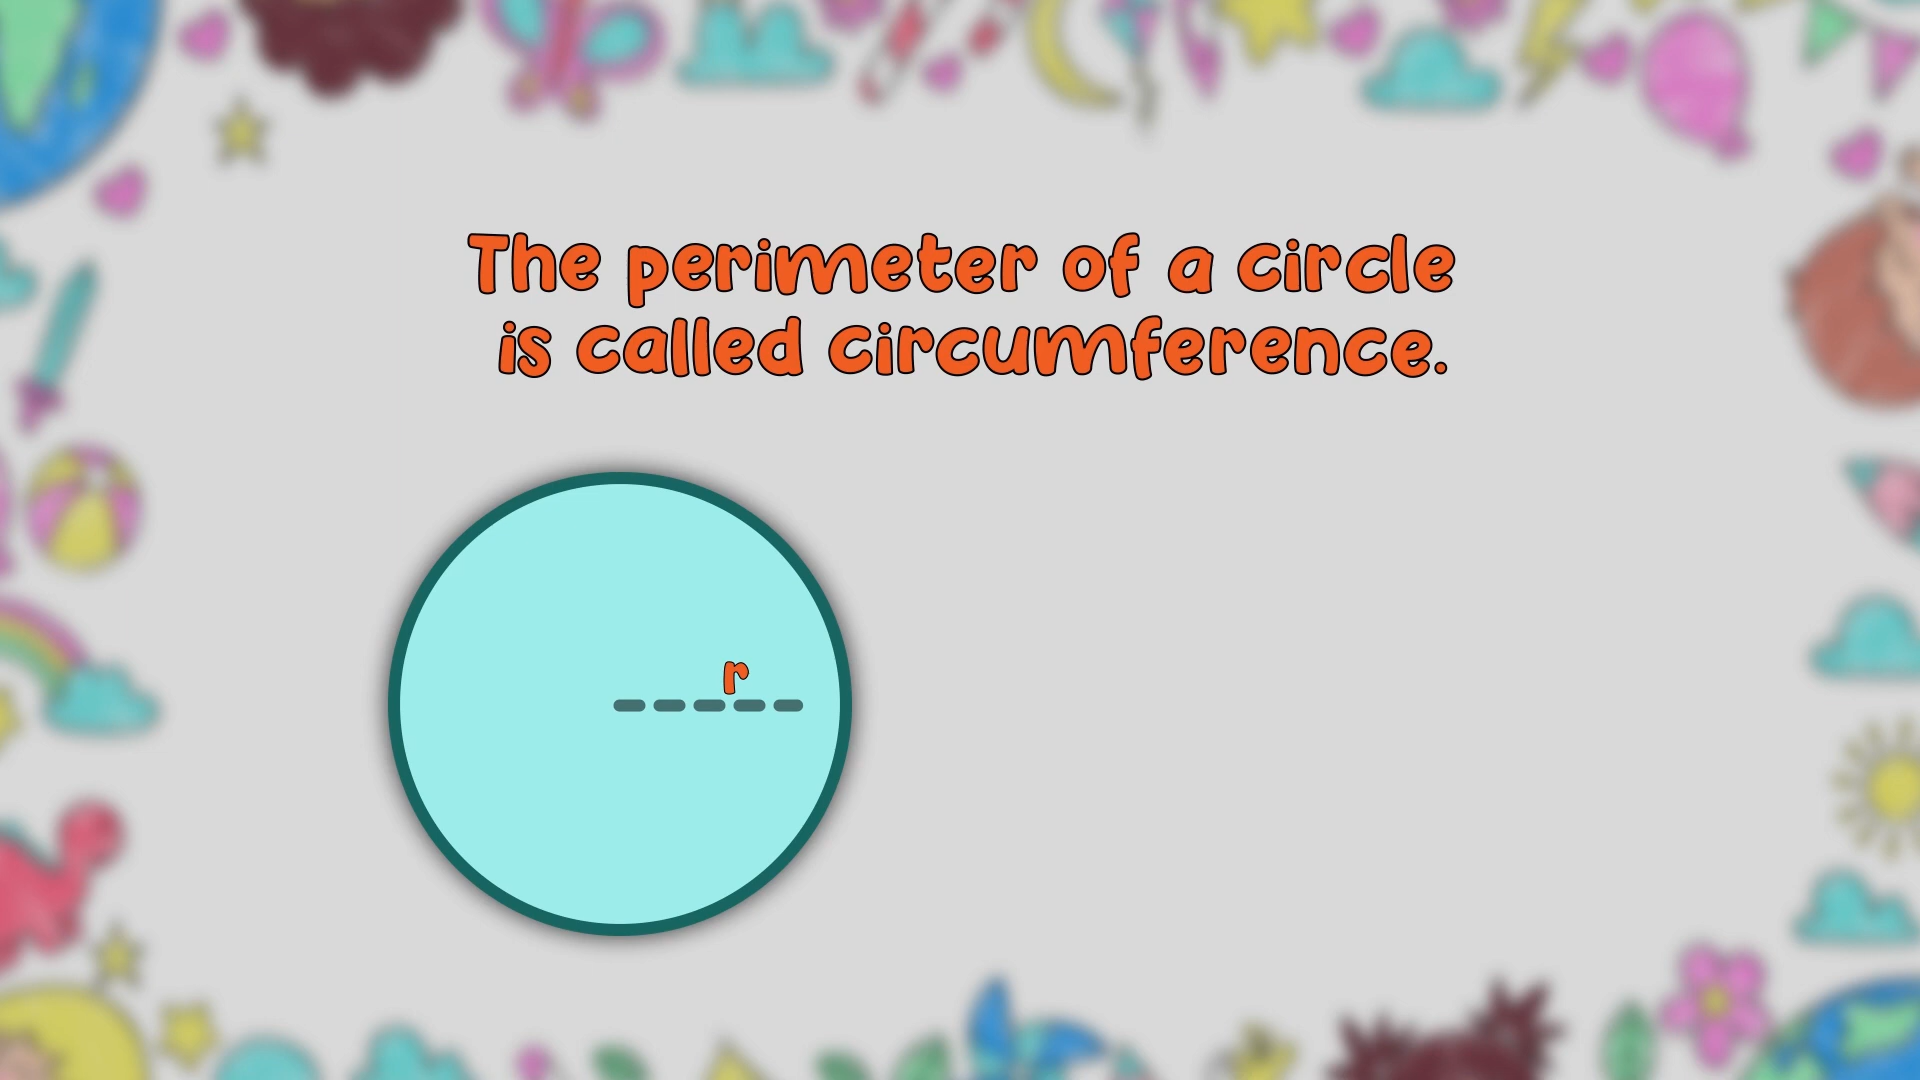 The perimeter of a circle
is called circumference.
r